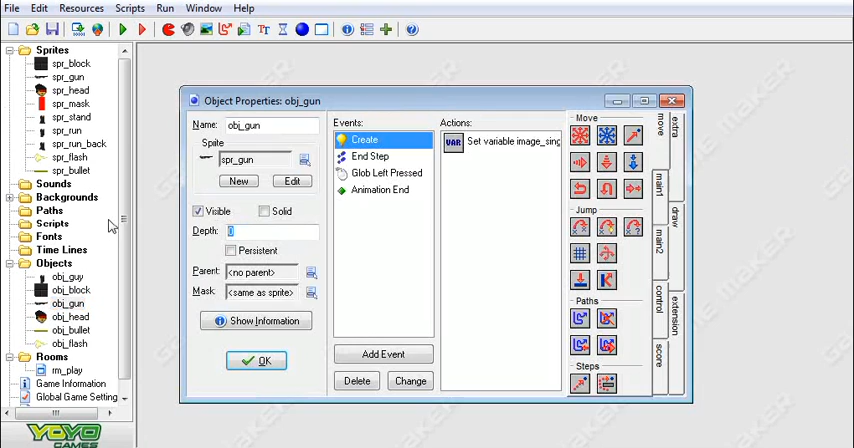 File Edit Resources Scripts Run Window Help
Sprites
spr_block
spr_gun
spr_head
spr_mask
spr_stand
spr_run
spr_run_back
spr_flash
spr_bullet
Sounds
Backgrounds
Paths
Scripts
Fonts
Time Lines
Objects
obj_guy
obj_block
obj_gun
obj_head
obj_bullet
obj_flash
Rooms
rm_play
Game Information
Global Game Setting
YOYO
GAMES
Object Properties: obj_gun
Name: obj_gun
Sprite
spr_gun
New Edit
Visible Solid
Depth: 0
Persistent
Parent: <no parent>
Mask: <same as sprite>
Show Information
OK
Events:
Create
End Step
Glob Left Pressed
Animation End
Add Event
Delete Change
Actions:
VAR Set variable image_sing
Move
Jump
Paths
Steps
move
main1
main2
control
score
extra
draw
extension